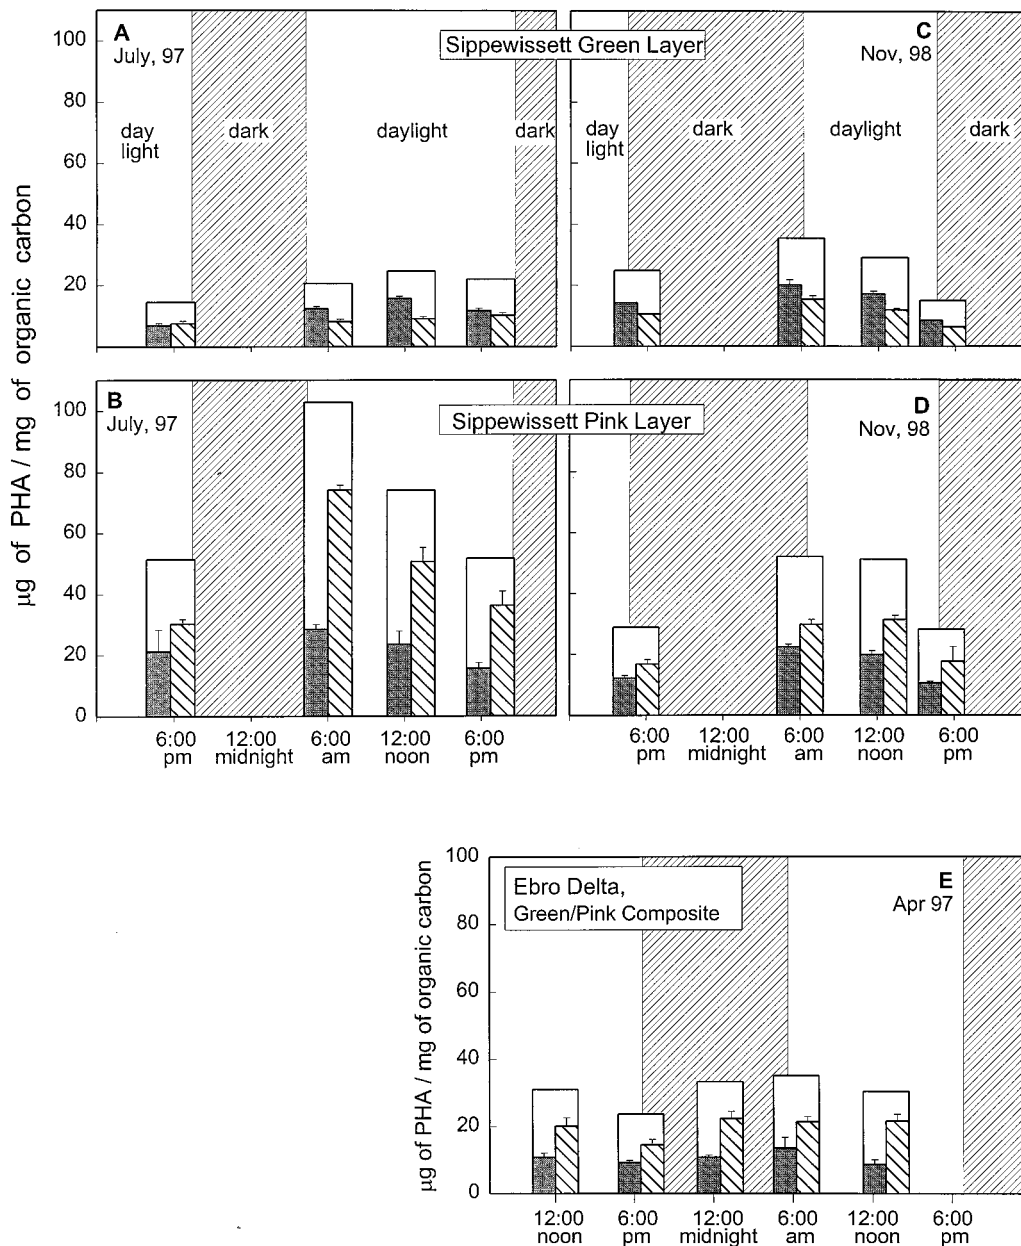 A
July, 97
Sippewissett Green Layer
C
Nov, 98
100
80
60
40
20
day
light
dark
daylight
dark
day
light
dark
daylight
dark
µg of PHA / mg of organic carbon
B
July, 97
Sippewissett Pink Layer
D
Nov, 98
100
80
60
40
20
0
6:00 12:00 6:00 12:00 6:00
pm midnight am noon pm
6:00 12:00 6:00 12:00 6:00
pm midnight am noon pm
Ebro Delta,
Green/Pink Composite
E
Apr 97
100
80
60
40
20
0
µg of PHA / mg of organic carbon
12:00 6:00 12:00 6:00 12:00 6:00
noon pm midnight am noon pm